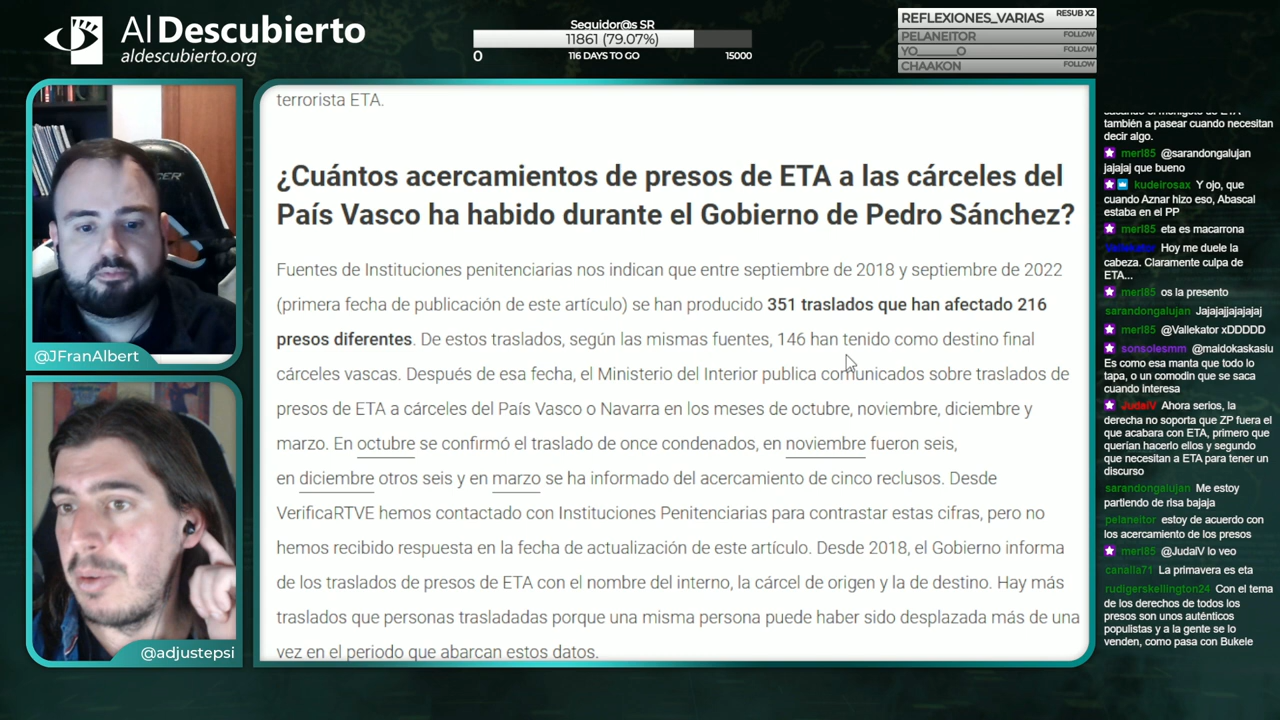 Al Descubierto
aldescubierto.org
Seguidor@s SR
11861 (79.07%)
0
116 DAYS TO GO
15000
REFLEXIONES_VARIAS RESUB X2
PELANEITOR FOLLOW
YO_____O FOLLOW
CHAAKON FOLLOW
@JFranAlbert
@adjustepsi
terrorista ETA.
¿Cuántos acercamientos de presos de ETA a las cárceles del
País Vasco ha habido durante el Gobierno de Pedro Sánchez?
Fuentes de Instituciones penitenciarias nos indican que entre septiembre de 2018 y septiembre de 2022
(primera fecha de publicación de este artículo) se han producido 351 traslados que han afectado 216
presos diferentes. De estos traslados, según las mismas fuentes, 146 han tenido como destino final
cárceles vascas. Después de esa fecha, el Ministerio del Interior publica comunicados sobre traslados de
presos de ETA a cárceles del País Vasco o Navarra en los meses de octubre, noviembre, diciembre y
marzo. En octubre se confirmó el traslado de once condenados, en noviembre fueron seis,
en diciembre otros seis y en marzo se ha informado del acercamiento de cinco reclusos. Desde
VerificaRTVE hemos contactado con Instituciones Penitenciarias para contrastar estas cifras, pero no
hemos recibido respuesta en la fecha de actualización de este artículo. Desde 2018, el Gobierno informa
de los traslados de presos de ETA con el nombre del interno, la cárcel de origen y la de destino. Hay más
traslados que personas trasladadas porque una misma persona puede haber sido desplazada más de una
vez en el periodo que abarcan estos datos.
también a pasear cuando necesitan
decir algo.
merl85 @sarandongalujan
jajajaj que bueno
kudeirosax Y ojo, que
cuando Aznar hizo eso, Abascal
estaba en el PP
merl85 eta es macarrona
Hoy me duele la
cabeza. Claramente culpa de
ETA...
merl85 os la presento
sarandongalujan Jajajajjajajajaj
merl85 @Vallekator xDDDDD
sonsolesmm @maidokaskasiu
Es como esa manta que todo lo
tapa, o un comodin que se saca
cuando interesa
JudaiV Ahora serios, la
derecha no soporta que ZP fuera el
que acabara con ETA, primero que
querían hacerlo ellos y segundo
que necesitan a ETA para tener un
discurso
sarandongalujan Me estoy
partiendo de risa bajaja
pelaneitor estoy de acuerdo con
los acercamiento de los presos
merl85 @JudaiV lo veo
canalla71 La primavera es eta
rudigerskellington24 Con el tema
de los derechos de todos los
presos son unos auténticos
populistas y a la gente se lo
venden, como pasa con Bukele